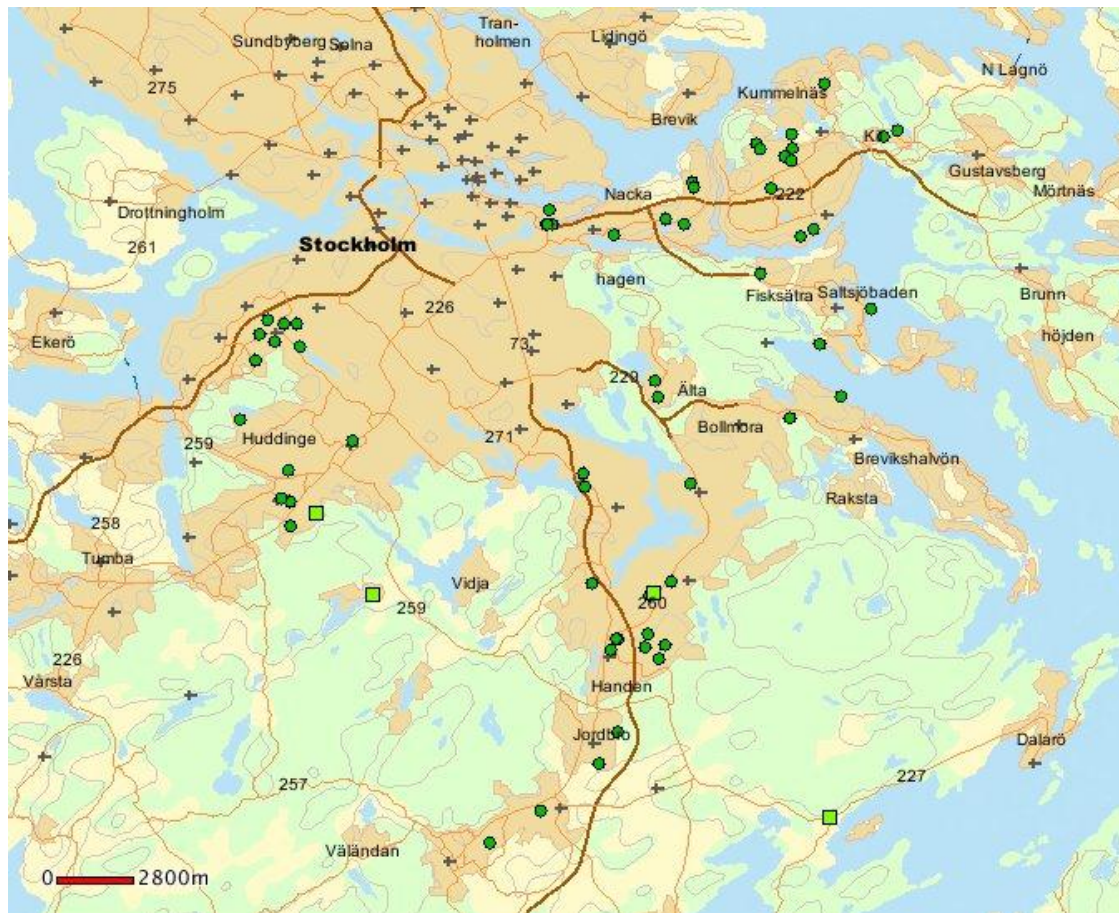 Tran-
holmen
Lidingö
Sundbyberg
Solna
N Lagnö
275
Kummelnäs
Brevik
Gustavsberg
Nacka
222
Mörtnäs
Drottningholm
261
Stockholm
hagen
Fisksätra
Saltsjöbaden
Brunn
226
höjden
Ekerö
73
229
Älta
Bollmora
271
259
Huddinge
Brevikshalvön
Raksta
258
Tumba
Vidja
259
260
226
Vårsta
Handen
Jordbro
Dalarö
227
257
Väländan
0
2800m